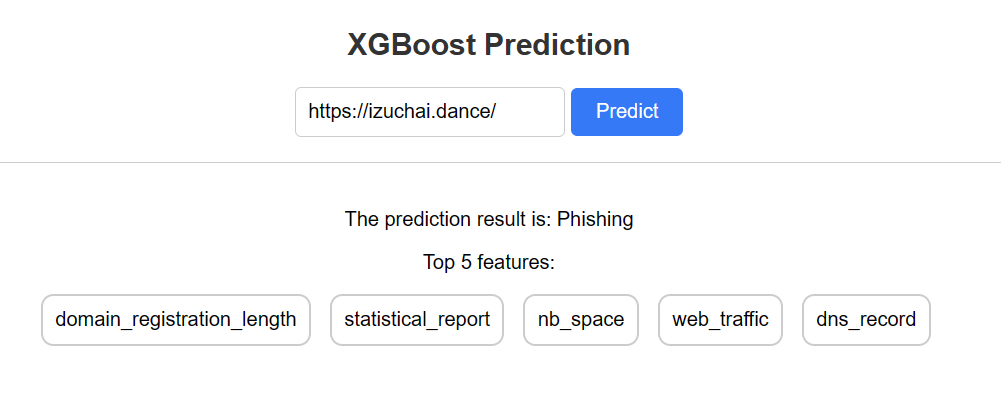 XGBoost Prediction
https://izuchai.dance/ Predict
The prediction result is: Phishing
Top 5 features:
domain_registration_length statistical_report nb_space web_traffic dns_record